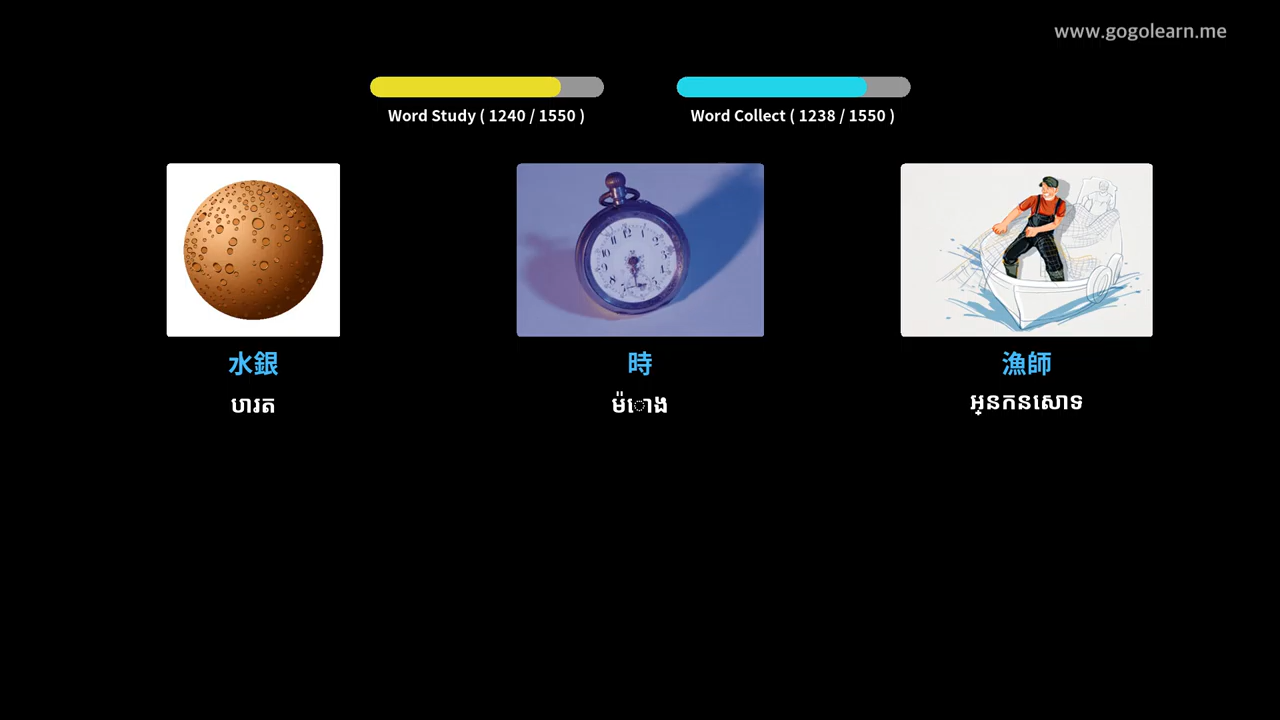 www.gogolearn.me
Word Study ( 1240 / 1550 )
Word Collect ( 1238 / 1550 )
水銀
時
漁師
បារត
ម៉ោង
អ្នកនេសាទ